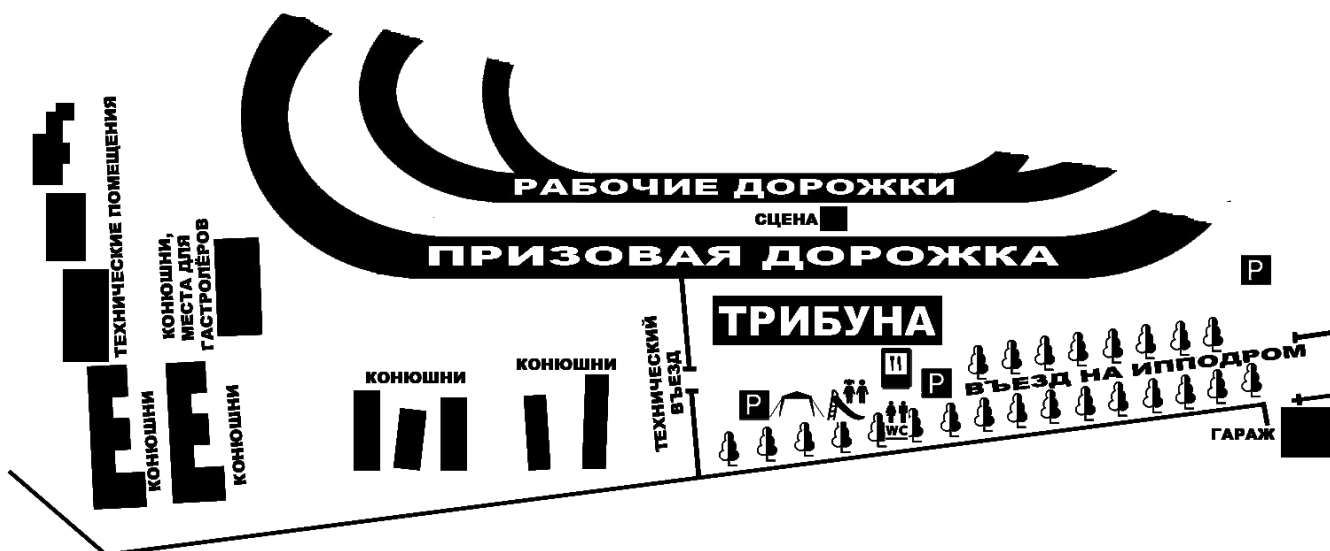 РАБОЧИЕ ДОРОЖКИ
СЦЕНА
ПРИЗОВАЯ ДОРОЖКА
ТЕХНИЧЕСКИЕ ПОМЕЩЕНИЯ
КОНЮШНИ,
МЕСТА ДЛЯ
ГАСТРОЛЁРОВ
P
ТРИБУНА
ТЕХНИЧЕСКИЙ
ВЪЕЗД
ВЪЕЗД НА ИППОДРОМ
КОНЮШНИ
КОНЮШНИ
P
P
КОНЮШНИ
КОНЮШНИ
WC
ГАРАЖ